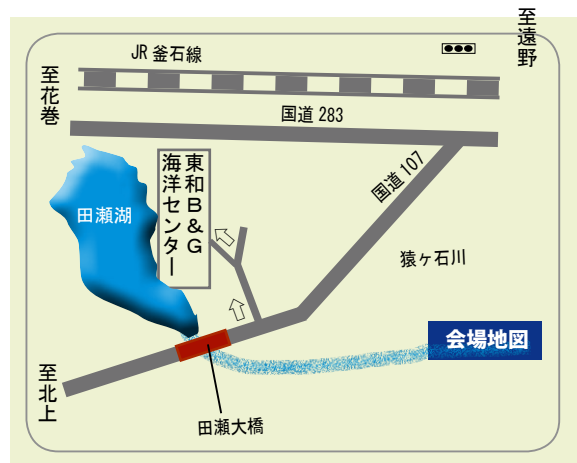 至遠野
JR 釜石線
至花巻
国道 283
国道 107
東和B&G
海洋センター
田瀬湖
猿ヶ石川
会場地図
至北上
田瀬大橋